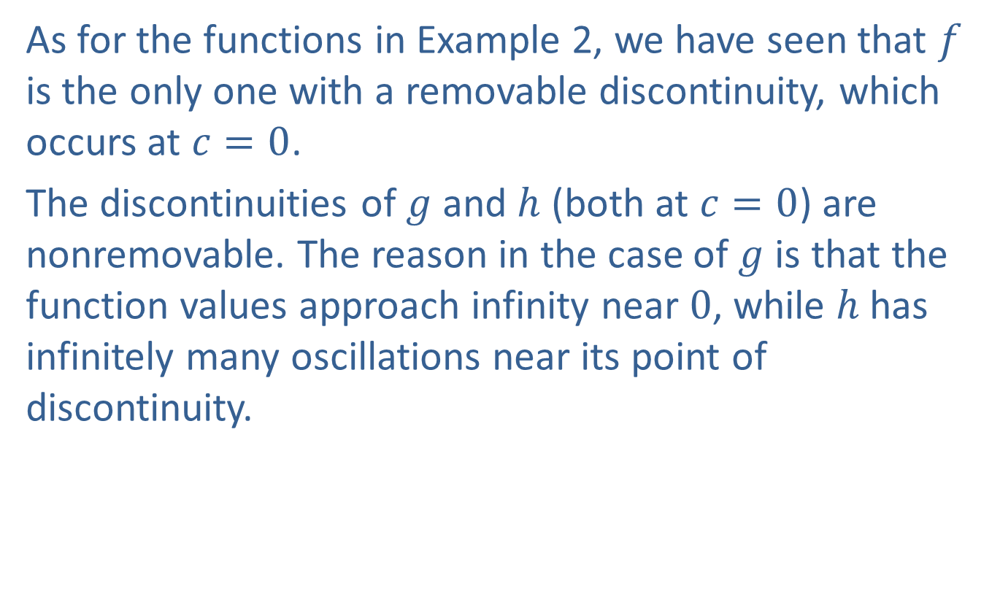 As for the functions in Example 2, we have seen that f
is the only one with a removable discontinuity, which
occurs at c = 0.
The discontinuities of g and h (both at c = 0) are
nonremovable. The reason in the case of g is that the
function values approach infinity near 0, while h has
infinitely many oscillations near its point of
discontinuity.